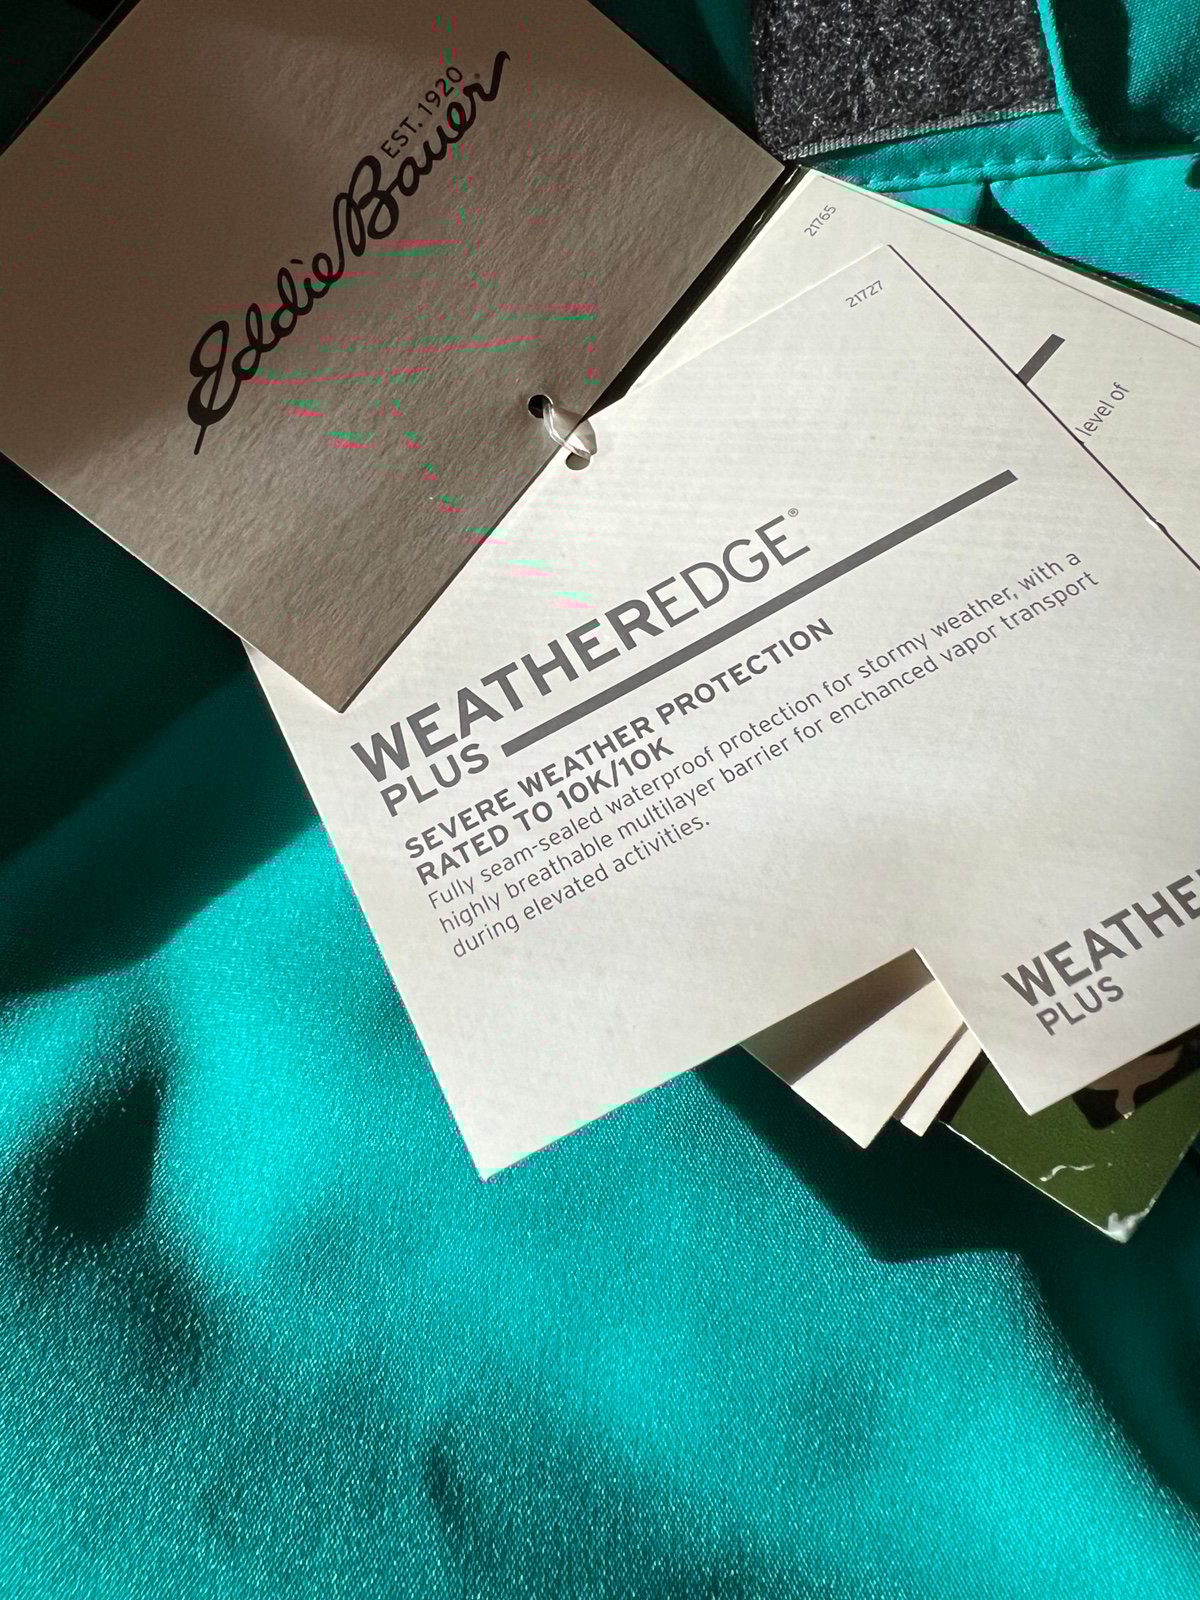 EST. 1920
Eddie Bauer
21765
21727
level of
WEATHEREDGE®
PLUS
SEVERE WEATHER PROTECTION
RATED TO 10K/10K
Fully seam-sealed waterproof protection for stormy weather, with a
highly breathable multilayer barrier for enchanced vapor transport
during elevated activities.
WEATHE
PLUS